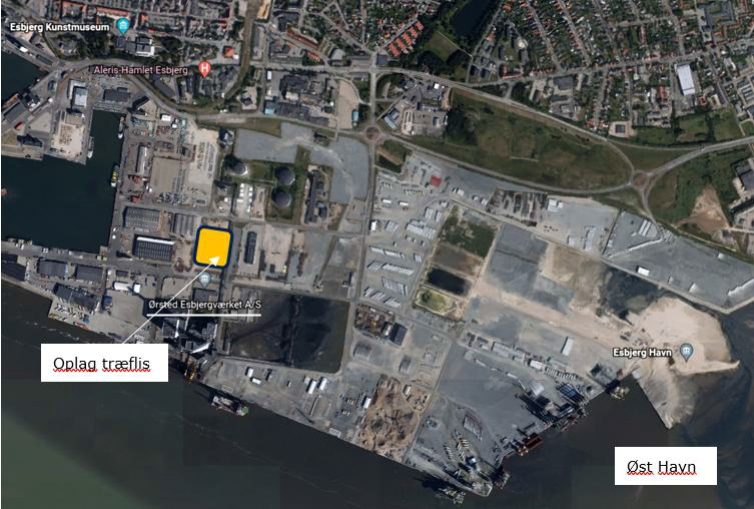 Esbjerg Kunstmuseum
Aleris-Hamlet Esbjerg
H
Ørsted Esbjergværket A/S
Oplag træflis
Esbjerg Havn
Øst Havn